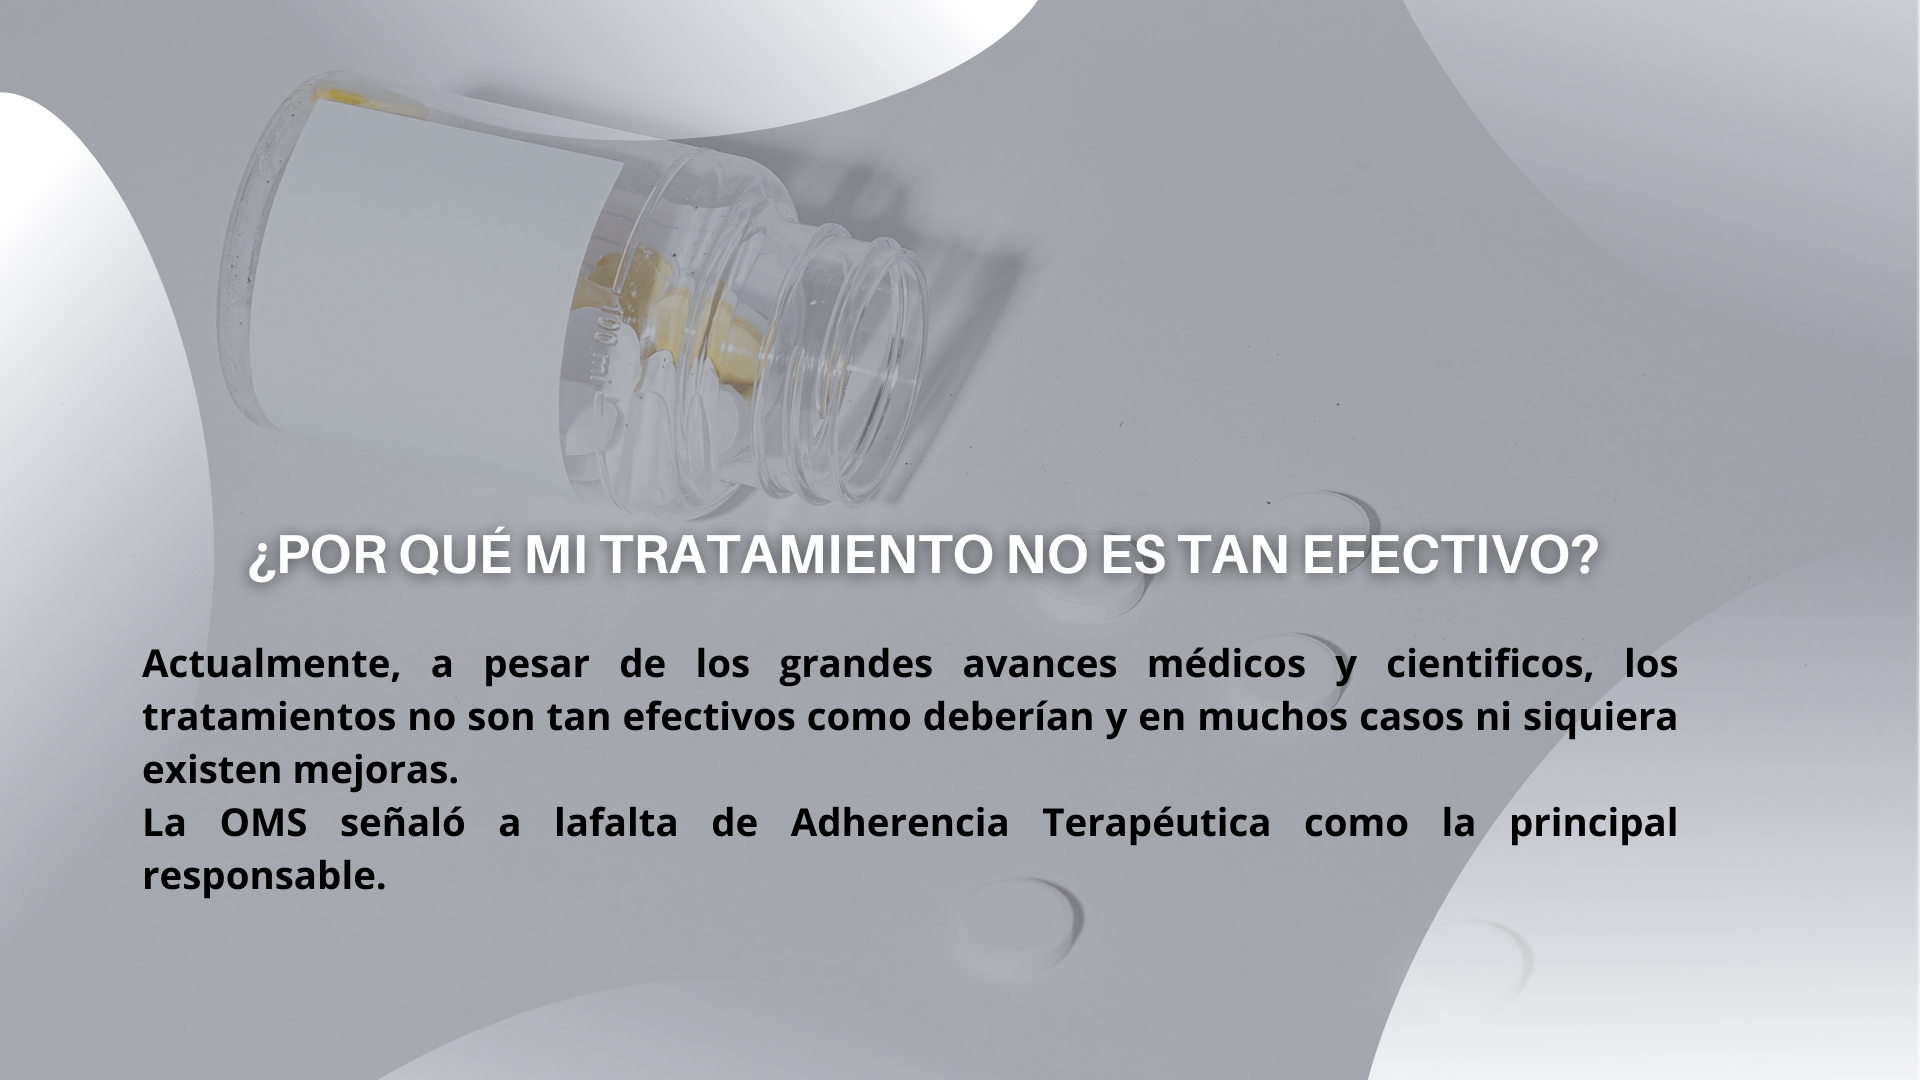 100 ml
¿POR QUÉ MI TRATAMIENTO NO ES TAN EFECTIVO?
Actualmente, a pesar de los grandes avances médicos y cientificos, los
tratamientos no son tan efectivos como deberían y en muchos casos ni siquiera
existen mejoras.
La OMS señaló a lafalta de Adherencia Terapéutica como la principal
responsable.